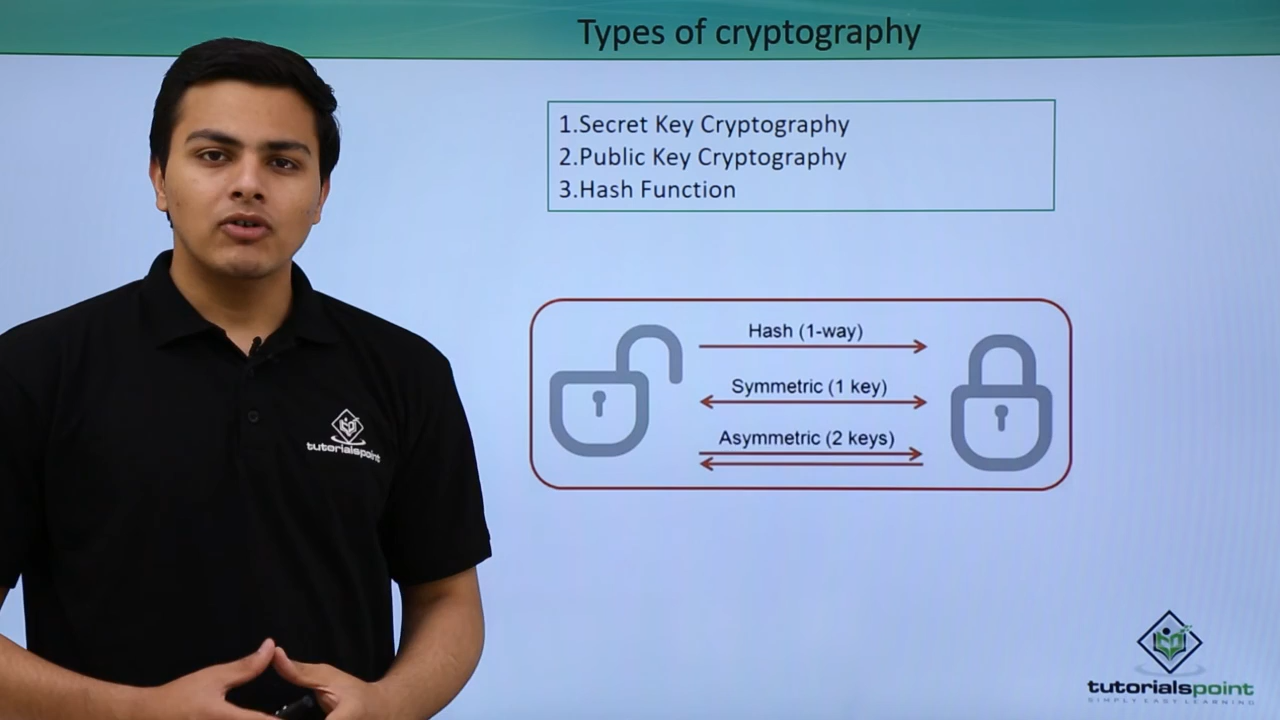 Types of cryptography
1.Secret Key Cryptography
2.Public Key Cryptography
3.Hash Function
Hash (1-way)
Symmetric (1 key)
Asymmetric (2 keys)
tutorialspoint
tutorialspoint
SIMPLY EASY LEARNING